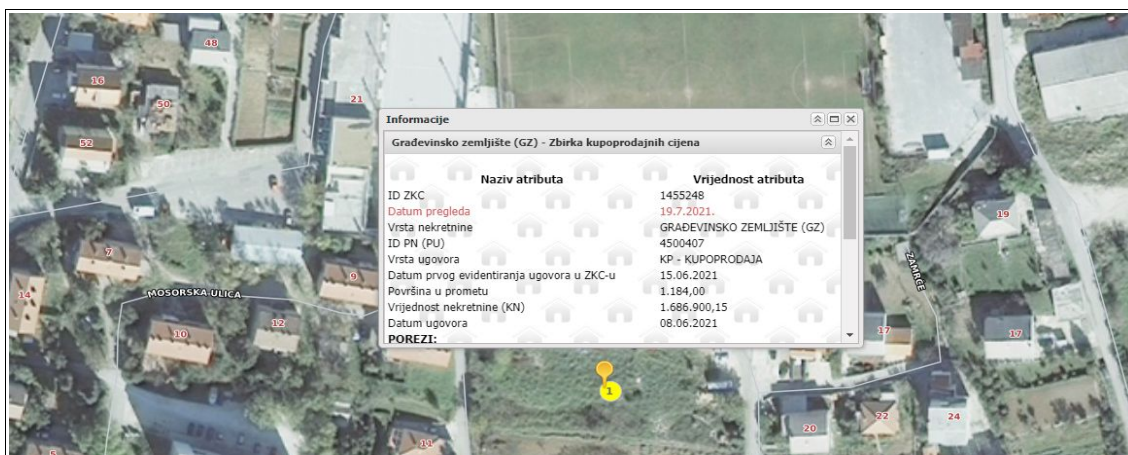 48
16
50
21
52
Informacije
Građevinsko zemljište (GZ) - Zbirka kupoprodajnih cijena
Naziv atributa Vrijednost atributa
ID ZKC 1455248
Datum pregleda 19.7.2021.
Vrsta nekretnine GRAĐEVINSKO ZEMLJIŠTE (GZ)
ID PN (PU) 4500407
Vrsta ugovora KP - KUPOPRODAJA
Datum prvog evidentiranja ugovora u ZKC-u 15.06.2021
Površina u prometu 1.184,00
Vrijednost nekretnine (KN) 1.686.900,15
Datum ugovora 08.06.2021
POREZI:
19
ZAMRČE
7
9
14
MOSORSKA ULICA
10
12
17
17
1
22
24
20
11
5